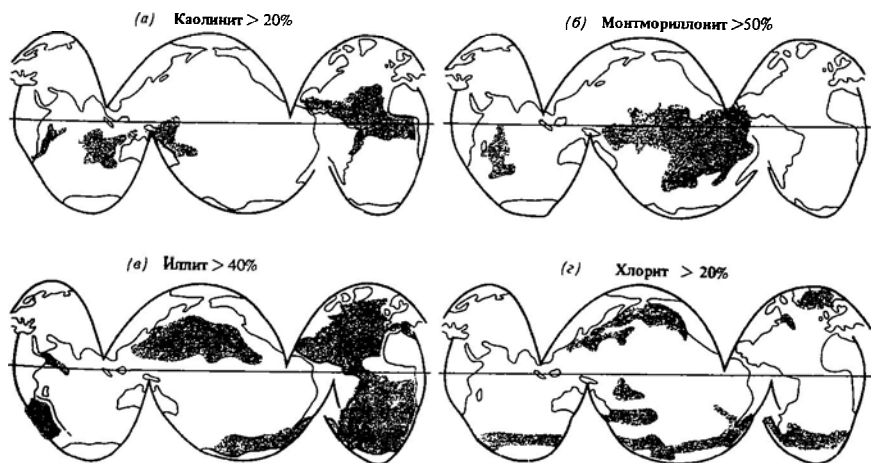 (а) Каолинит > 20%
(б) Монтмориллонит >50%
(в) Иллит > 40%
(г) Хлорит > 20%